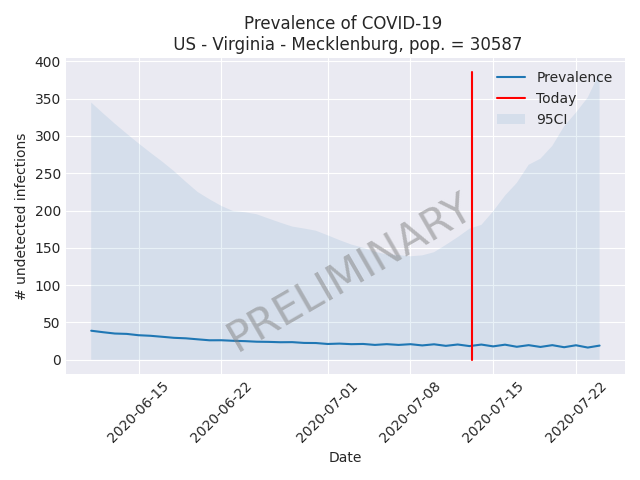 Prevalence of COVID-19
US - Virginia - Mecklenburg, pop. = 30587
# undetected infections
400
350
300
250
200
150
100
50
0
Prevalence
Today
95CI
PRELIMINARY
2020-06-15
2020-06-22
2020-07-01
2020-07-08
2020-07-15
2020-07-22
Date